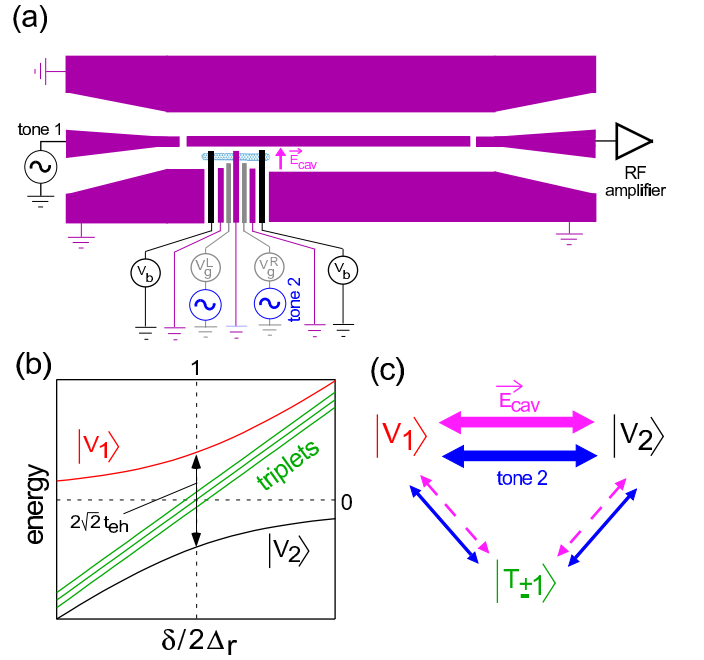 (a)
tone 1
E_cav
RF
amplifier
V_b
V_g^L
V_g^R
V_b
tone 2
(b)
1
|V_1⟩
triplets
energy
2√2 t_eh
0
|V_2⟩
δ/2Δ_r
(c)
E_cav
|V_1⟩
|V_2⟩
tone 2
|T_±1⟩